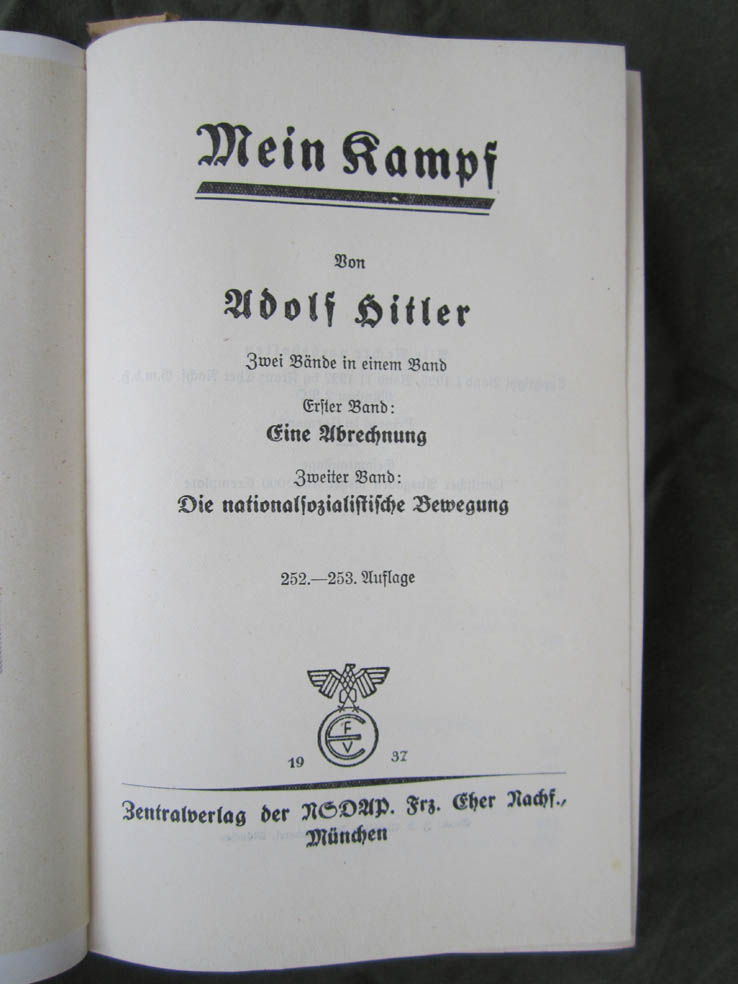 Mein Kampf
Von
Adolf Hitler
Zwei Bände in einem Band
Erster Band:
Eine Abrechnung
Zweiter Band:
Die nationalsozialistische Bewegung
252.—253. Auflage
F
E
V
19 37
Zentralverlag der NSDAP. Frz. Eher Nachf.,
München